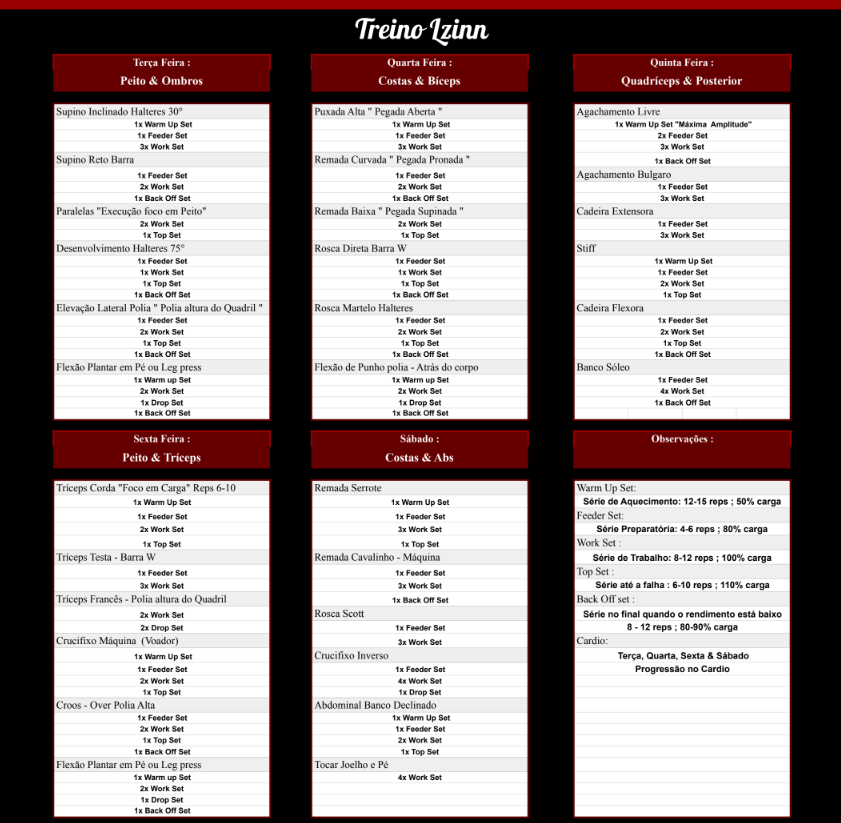 Treino Lzinn
Terça Feira :
Peito & Ombros
Supino Inclinado Halteres 30°
1x Warm Up Set
1x Feeder Set
3x Work Set
Supino Reto Barra
1x Feeder Set
2x Work Set
1x Back Off Set
Paralelas "Execução foco em Peito"
2x Work Set
1x Top Set
Desenvolvimento Halteres 75°
1x Feeder Set
1x Work Set
1x Top Set
1x Back Off Set
Elevação Lateral Polia " Polia altura do Quadril "
1x Feeder Set
2x Work Set
1x Top Set
1x Back Off Set
Flexão Plantar em Pé ou Leg press
1x Warm up Set
2x Work Set
1x Drop Set
1x Back Off Set
Quarta Feira :
Costas & Bíceps
Puxada Alta " Pegada Aberta "
1x Warm Up Set
1x Feeder Set
3x Work Set
Remada Curvada " Pegada Pronada "
1x Feeder Set
2x Work Set
1x Back Off Set
Remada Baixa " Pegada Supinada "
2x Work Set
1x Top Set
Rosca Direta Barra W
1x Feeder Set
1x Work Set
1x Top Set
1x Back Off Set
Rosca Martelo Halteres
1x Feeder Set
2x Work Set
1x Top Set
1x Back Off Set
Flexão de Punho polia - Atrás do corpo
1x Warm up Set
2x Work Set
1x Drop Set
1x Back Off Set
Quinta Feira :
Quadríceps & Posterior
Agachamento Livre
1x Warm Up Set "Máxima Amplitude"
2x Feeder Set
3x Work Set
1x Back Off Set
Agachamento Bulgaro
1x Feeder Set
3x Work Set
Cadeira Extensora
1x Feeder Set
3x Work Set
Stiff
1x Warm Up Set
1x Feeder Set
2x Work Set
1x Top Set
Cadeira Flexora
1x Feeder Set
2x Work Set
1x Top Set
1x Back Off Set
Banco Sóleo
1x Feeder Set
4x Work Set
1x Back Off Set
Sexta Feira :
Peito & Tríceps
Tríceps Corda "Foco em Carga" Reps 6-10
1x Warm Up Set
1x Feeder Set
2x Work Set
1x Top Set
Tríceps Testa - Barra W
1x Feeder Set
3x Work Set
Tríceps Francês - Polia altura do Quadril
2x Work Set
2x Drop Set
Crucifixo Máquina (Voador)
1x Warm Up Set
1x Feeder Set
2x Work Set
1x Top Set
Croos - Over Polia Alta
1x Feeder Set
2x Work Set
1x Top Set
1x Back Off Set
Flexão Plantar em Pé ou Leg press
1x Warm up Set
2x Work Set
1x Drop Set
1x Back Off Set
Sábado :
Costas & Abs
Remada Serrote
1x Warm Up Set
1x Feeder Set
3x Work Set
1x Top Set
Remada Cavalinho - Máquina
1x Feeder Set
3x Work Set
1x Back Off Set
Rosca Scott
1x Feeder Set
3x Work Set
Crucifixo Inverso
1x Feeder Set
4x Work Set
1x Drop Set
Abdominal Banco Declinado
1x Warm Up Set
1x Feeder Set
2x Work Set
1x Top Set
Tocar Joelho e Pé
4x Work Set
Observações :
Warm Up Set:
Série de Aquecimento: 12-15 reps ; 50% carga
Feeder Set:
Série Preparatória: 4-6 reps ; 80% carga
Work Set :
Série de Trabalho: 8-12 reps ; 100% carga
Top Set :
Série até a falha : 6-10 reps ; 110% carga
Back Off set :
Série no final quando o rendimento está baixo
8 - 12 reps ; 80-90% carga
Cardio:
Terça, Quarta, Sexta & Sábado
Progressão no Cardio